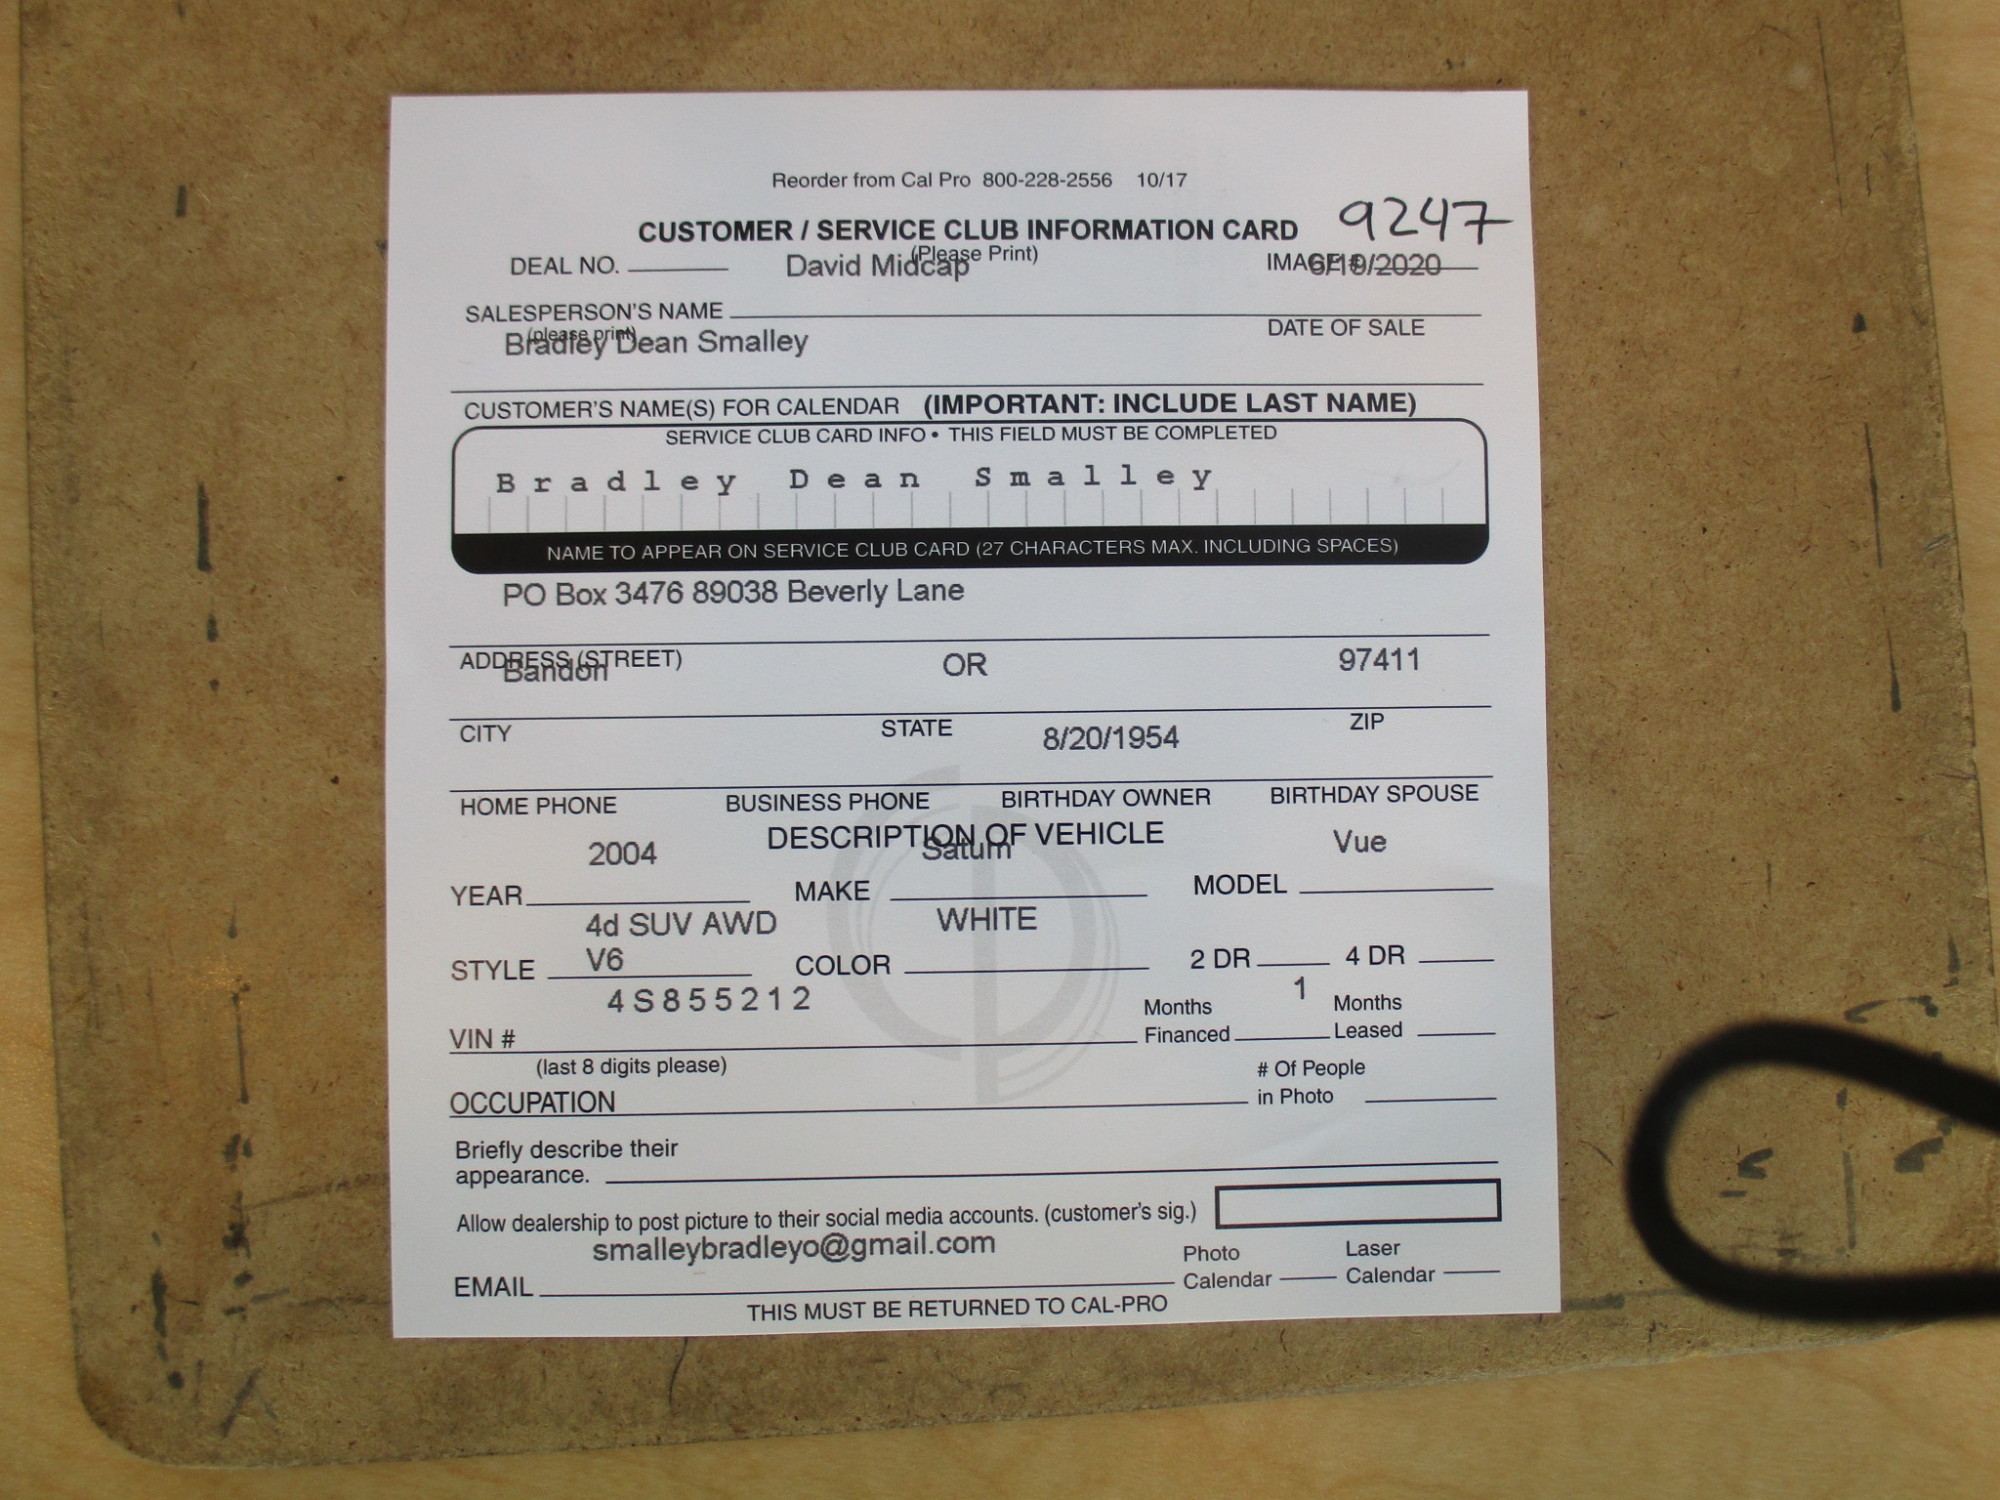 Reorder from Cal Pro 800-228-2556 10/17
9247
CUSTOMER / SERVICE CLUB INFORMATION CARD
(Please Print)
DEAL NO. David Midcap IMAGE # 6/19/2020
SALESPERSON'S NAME
(please print) DATE OF SALE
Bradley Dean Smalley
CUSTOMER'S NAME(S) FOR CALENDAR (IMPORTANT: INCLUDE LAST NAME)
SERVICE CLUB CARD INFO • THIS FIELD MUST BE COMPLETED
Bradley Dean Smalley
NAME TO APPEAR ON SERVICE CLUB CARD (27 CHARACTERS MAX. INCLUDING SPACES)
PO Box 3476 89038 Beverly Lane
ADDRESS (STREET)
Bandon OR 97411
CITY STATE ZIP
8/20/1954
HOME PHONE BUSINESS PHONE BIRTHDAY OWNER BIRTHDAY SPOUSE
DESCRIPTION OF VEHICLE
2004 Saturn Vue
YEAR MAKE MODEL
4d SUV AWD WHITE
V6
STYLE COLOR 2 DR 4 DR
4S855212 1
VIN # Months Financed Months Leased
(last 8 digits please) # Of People
OCCUPATION in Photo
Briefly describe their
appearance.
Allow dealership to post picture to their social media accounts. (customer's sig.)
smalleybradleyo@gmail.com
EMAIL Photo Calendar Laser Calendar
THIS MUST BE RETURNED TO CAL-PRO